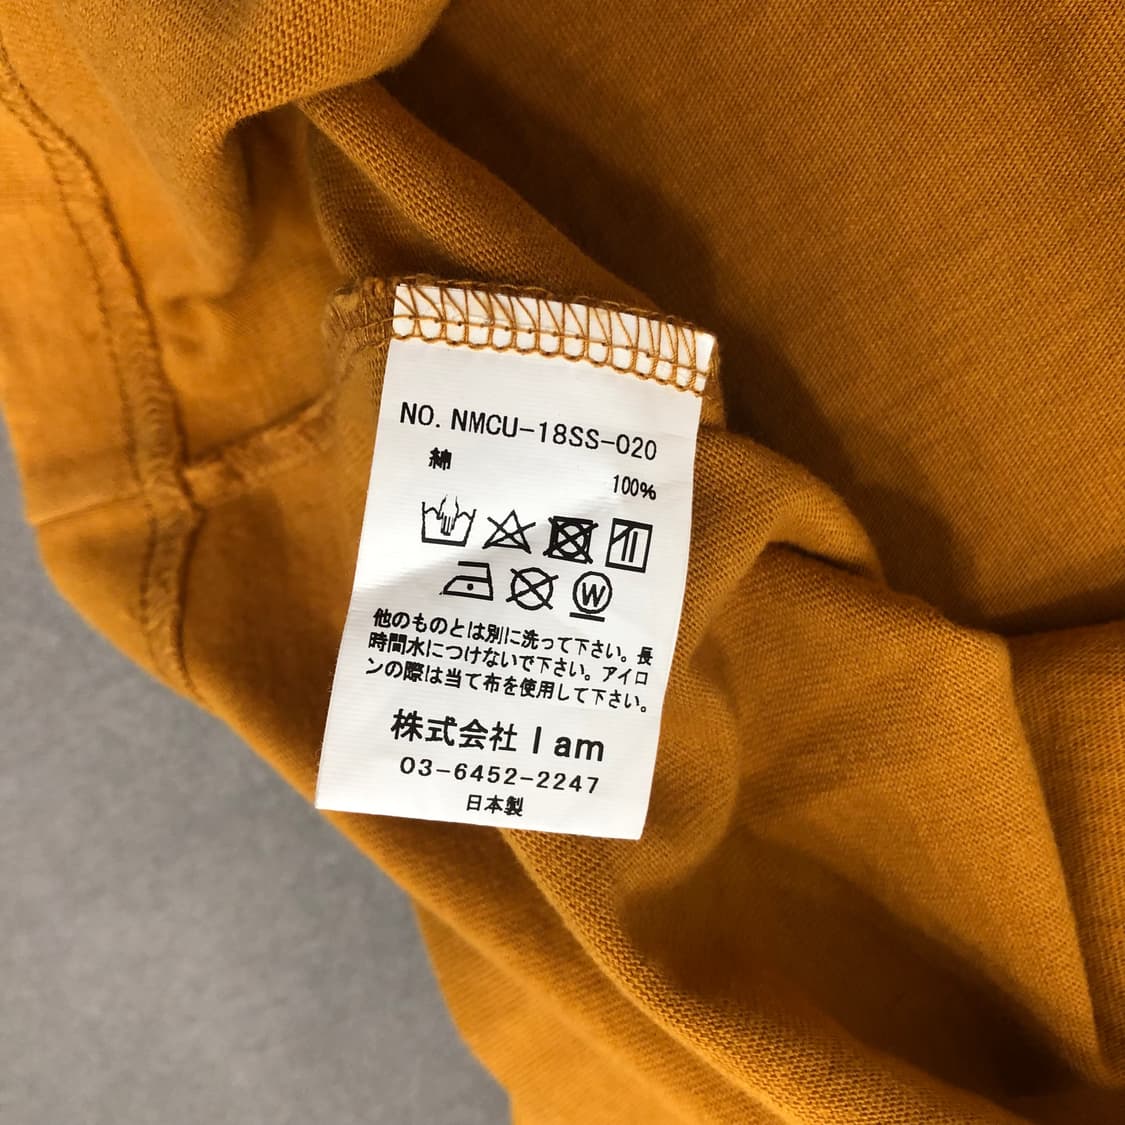 NO. NMCU-18SS-020
綿
100%
W
他のものとは別に洗って下さい。長
時間水につけないで下さい。アイロ
ンの際は当て布を使用して下さい。
株式会社 I am
03-6452-2247
日本製